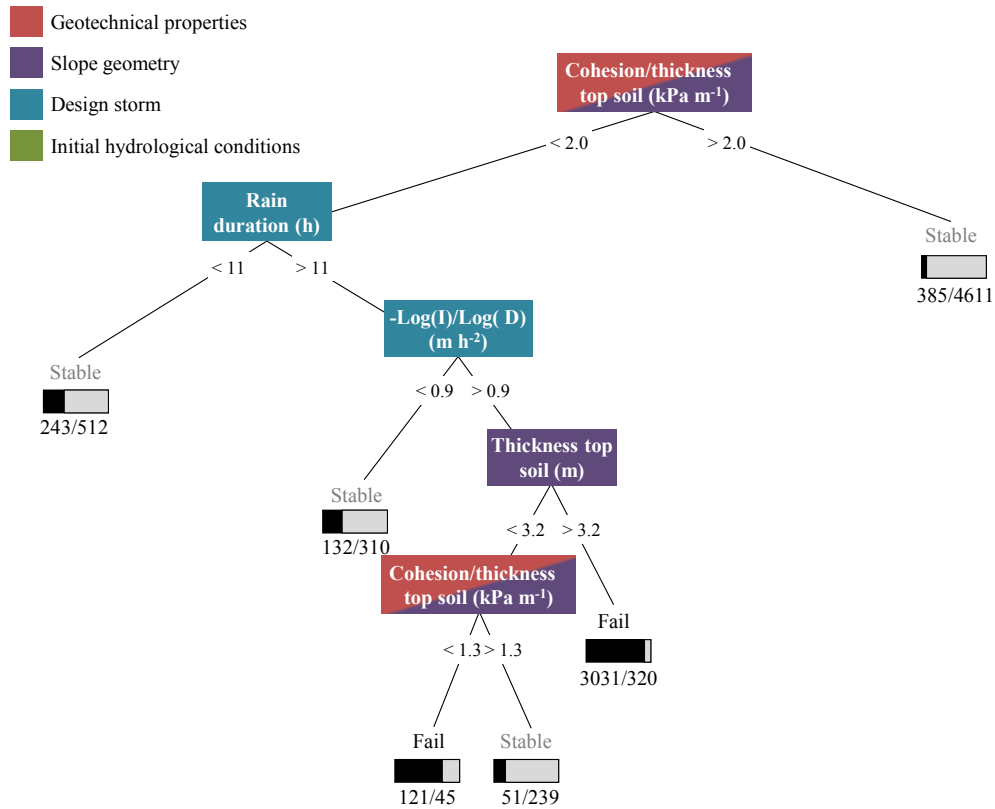 Geotechnical properties
Slope geometry
Design storm
Initial hydrological conditions
Cohesion/thickness
top soil (kPa m⁻¹)
< 2.0
> 2.0
Rain
duration (h)
Stable
385/4611
< 11
> 11
-Log(I)/Log( D)
(m h⁻²)
Stable
243/512
< 0.9
> 0.9
Thickness top
soil (m)
Stable
132/310
< 3.2
> 3.2
Cohesion/thickness
top soil (kPa m⁻¹)
Fail
3031/320
< 1.3
> 1.3
Fail
121/45
Stable
51/239